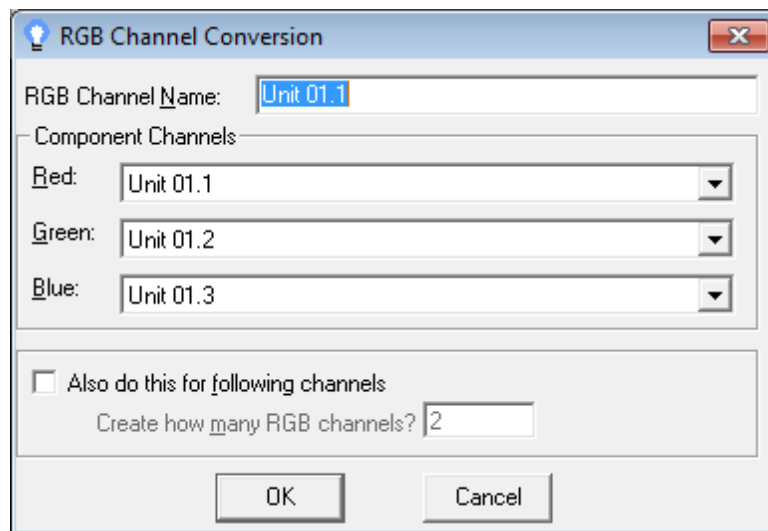 RGB Channel Conversion
RGB Channel Name: Unit 01.1
Component Channels
Red: Unit 01.1
Green: Unit 01.2
Blue: Unit 01.3
Also do this for following channels
Create how many RGB channels? 2
OK Cancel